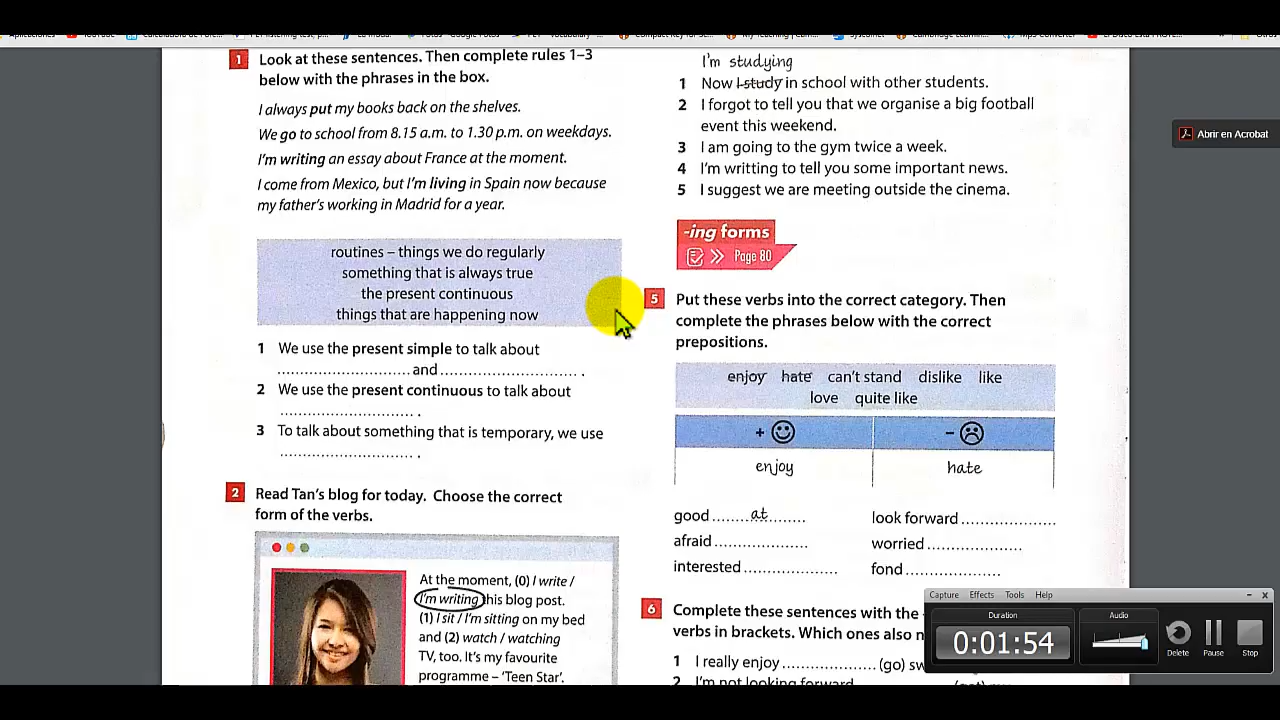 Aplicaciones
YouTube
PET listening test, p...
PET - Vocabulary
Abrir en Acrobat
1 Look at these sentences. Then complete rules 1–3
below with the phrases in the box.
I always put my books back on the shelves.
We go to school from 8.15 a.m. to 1.30 p.m. on weekdays.
I'm writing an essay about France at the moment.
I come from Mexico, but I'm living in Spain now because
my father's working in Madrid for a year.
routines – things we do regularly
something that is always true
the present continuous
things that are happening now
1 We use the present simple to talk about
........................... and ........................... .
2 We use the present continuous to talk about
........................... .
3 To talk about something that is temporary, we use
........................... .
2 Read Tan's blog for today. Choose the correct
form of the verbs.
At the moment, (0) I write /
I'm writing this blog post.
(1) I sit / I'm sitting on my bed
and (2) watch / watching
TV, too. It's my favourite
programme – 'Teen Star'.
I'm studying
1 Now I study in school with other students.
2 I forgot to tell you that we organise a big football
event this weekend.
3 I am going to the gym twice a week.
4 I'm writting to tell you some important news.
5 I suggest we are meeting outside the cinema.
-ing forms
Page 80
5 Put these verbs into the correct category. Then
complete the phrases below with the correct
prepositions.
enjoy hate can't stand dislike like
love quite like
+ –
enjoy hate
good ........at........ look forward ....................
afraid .................... worried ....................
interested .................... fond ....................
6 Complete these sentences with the
verbs in brackets. Which ones also n
1 I really enjoy .................... (go) sw
2 I'm not looking forward
Capture Effects Tools Help
Duration
0:01:54
Audio
Delete Pause Stop